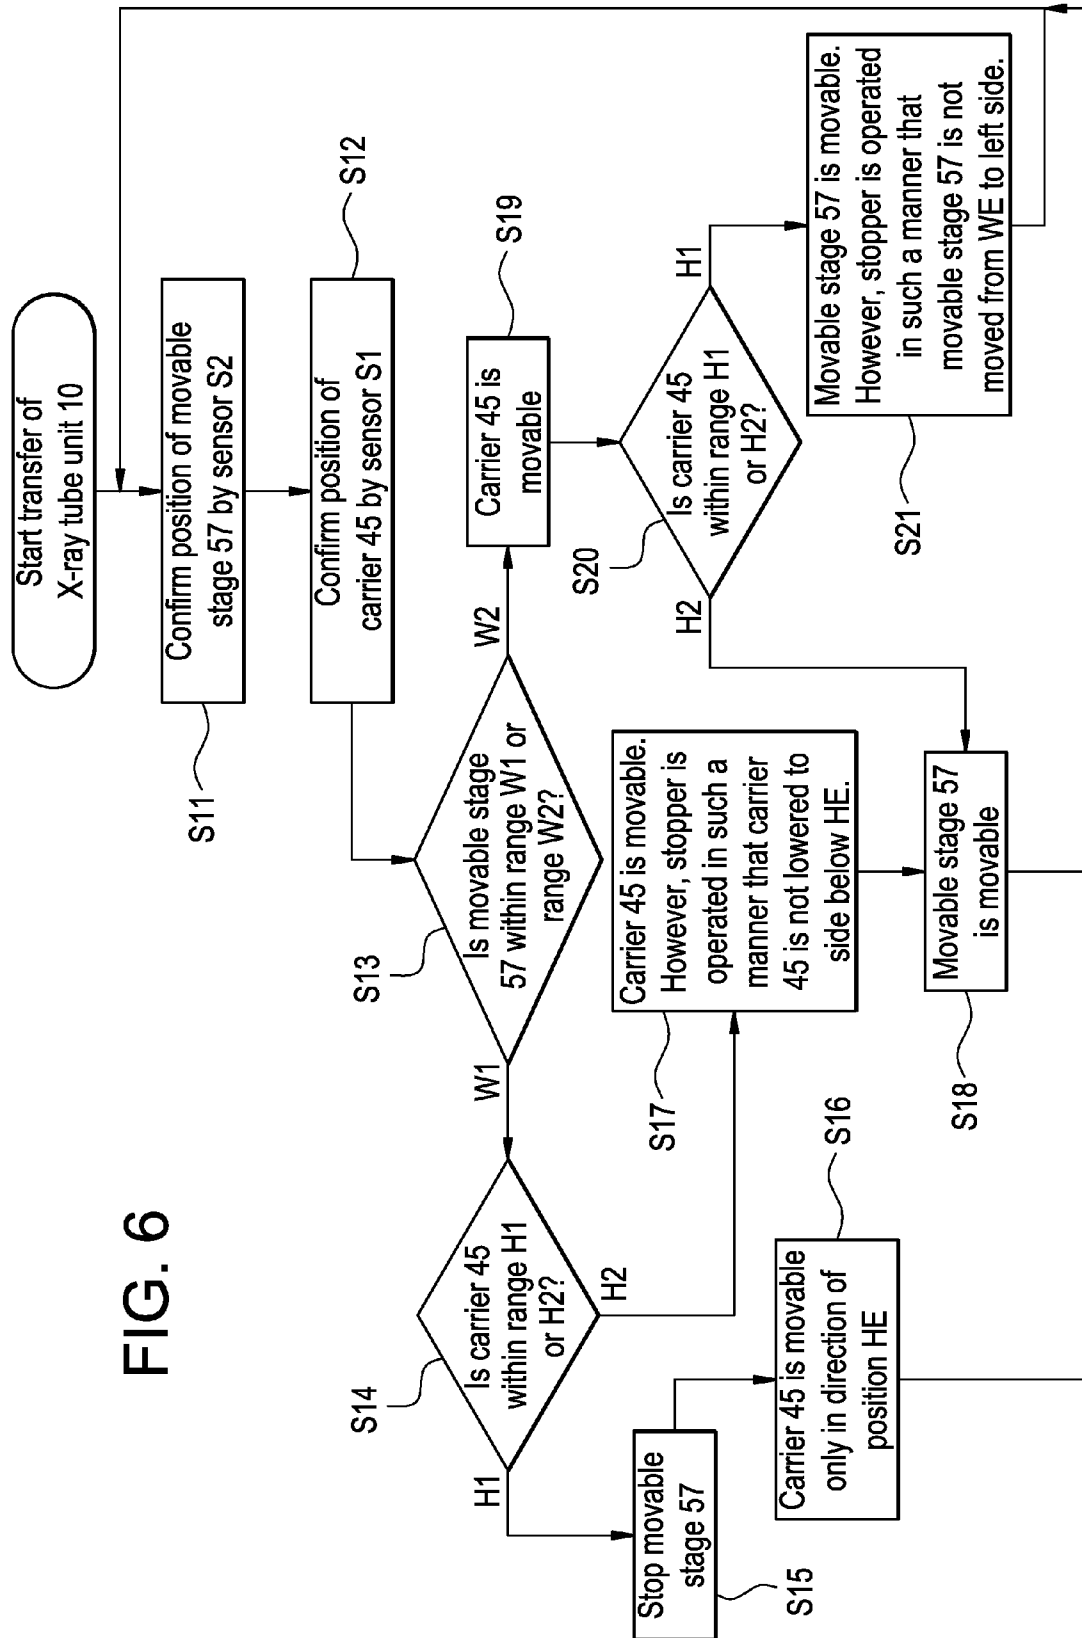 FIG. 6
Start transfer of
X-ray tube unit 10
Confirm position of movable
stage 57 by sensor S2
S11
Confirm position of
carrier 45 by sensor S1
S12
Is movable stage
57 within range W1 or
range W2?
S13
W1
W2
Is carrier 45
within range H1
or H2?
S14
H1
H2
Stop movable
stage 57
S15
Carrier 45 is movable
only in direction of
position HE
S16
Carrier 45 is movable.
However, stopper is
operated in such a
manner that carrier
45 is not lowered to
side below HE.
S17
Movable stage 57
is movable
S18
Carrier 45 is
movable
S19
Is carrier 45
within range H1
or H2?
S20
H2
H1
Movable stage 57 is movable.
However, stopper is operated
in such a manner that
movable stage 57 is not
moved from WE to left side.
S21